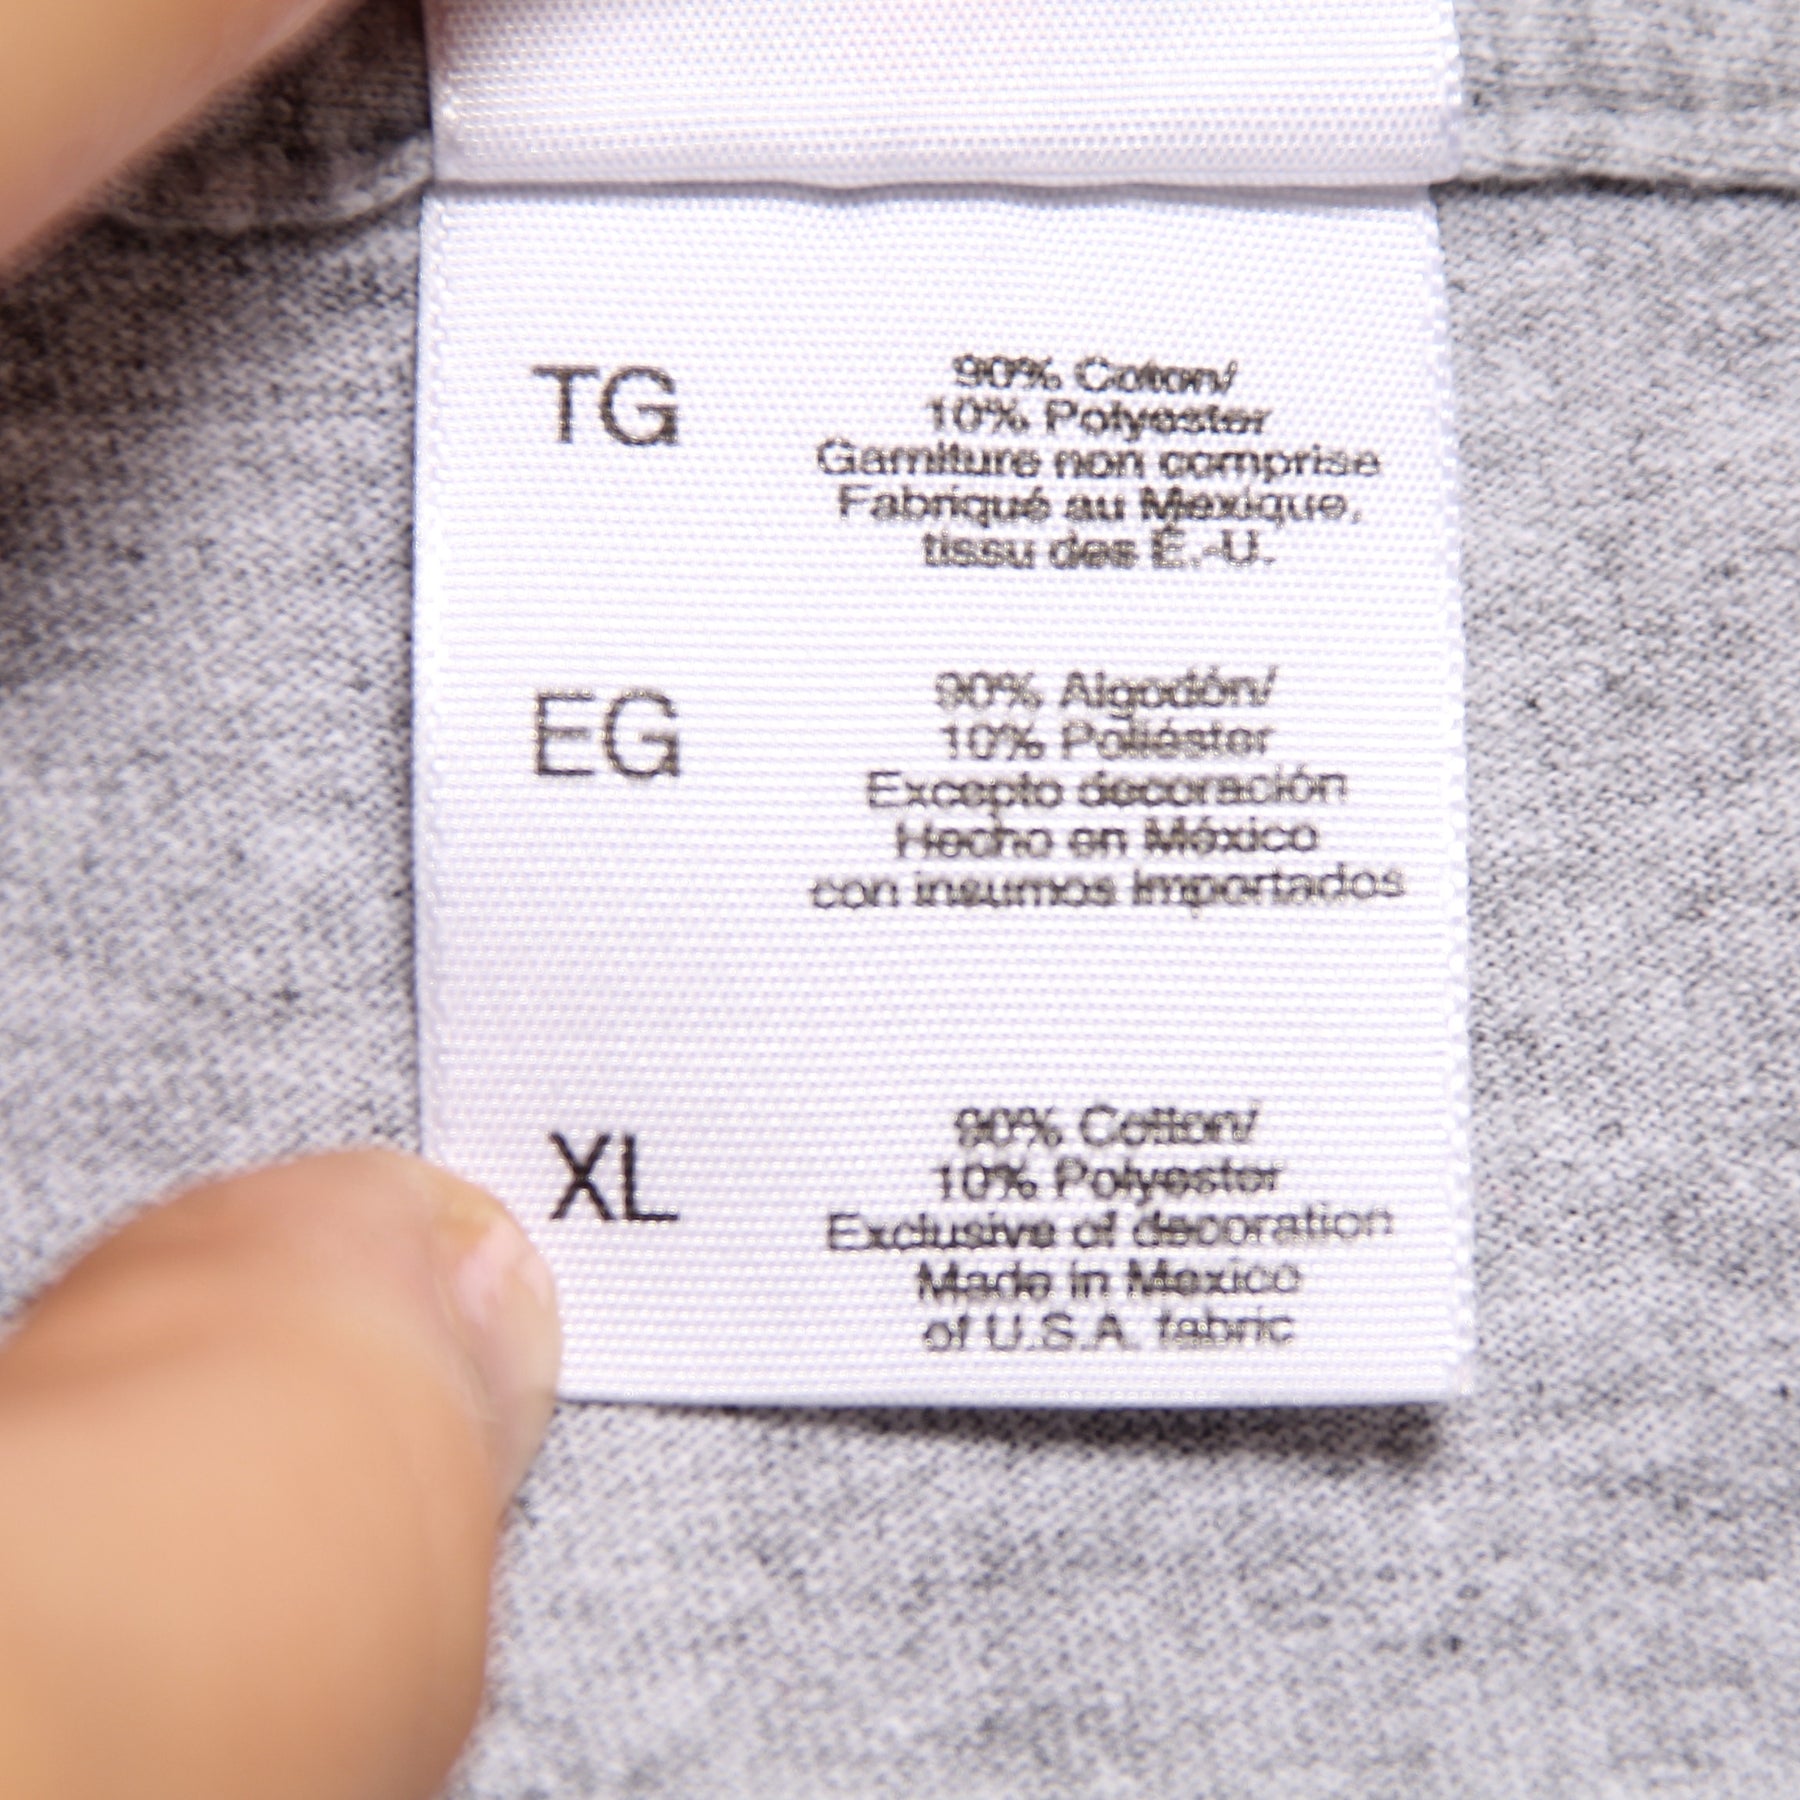 TG
90% Cotton/
10% Polyester
Garniture non comprise
Fabriqué au Mexique,
tissu des É.-U.
EG
90% Algodón/
10% Poliéster
Excepto decoración
Hecho en México
con insumos importados
XL
90% Cotton/
10% Polyester
Exclusive of decoration
Made in Mexico
of U.S.A. fabric